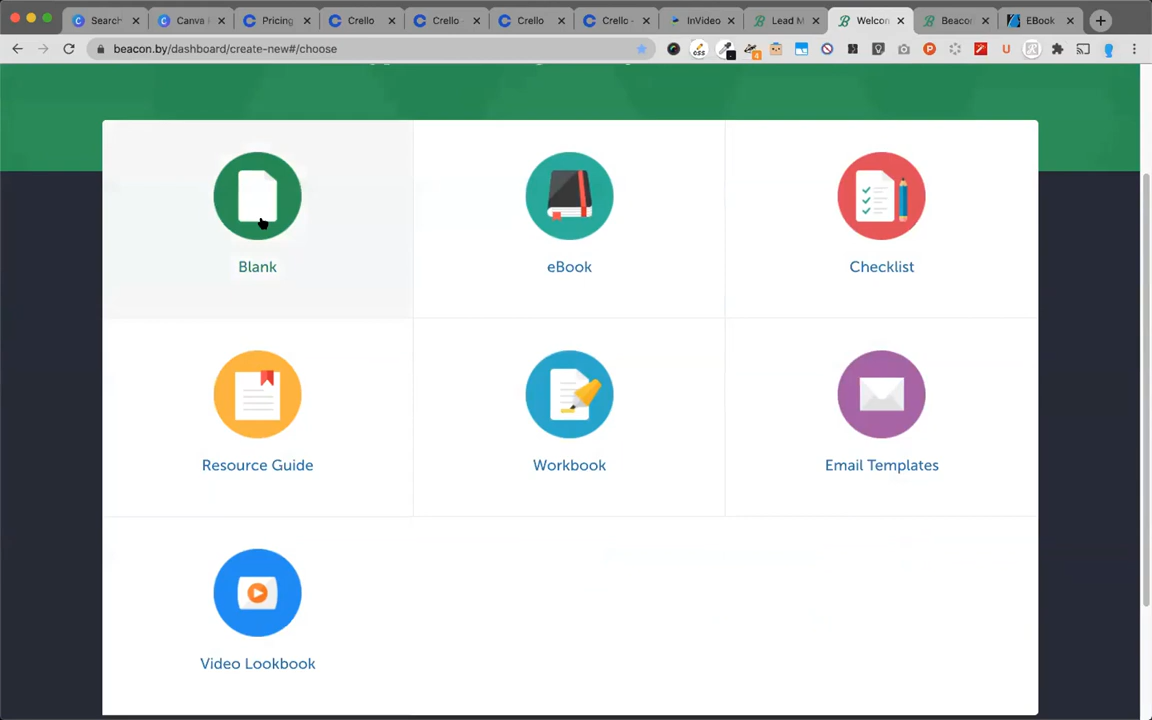 Search
Canva
Pricing
Crello
Crello -
Crello
Crello -
InVideo
Lead M
Welcon
Beacon
EBook
beacon.by/dashboard/create-new#/choose
Blank
eBook
Checklist
Resource Guide
Workbook
Email Templates
Video Lookbook